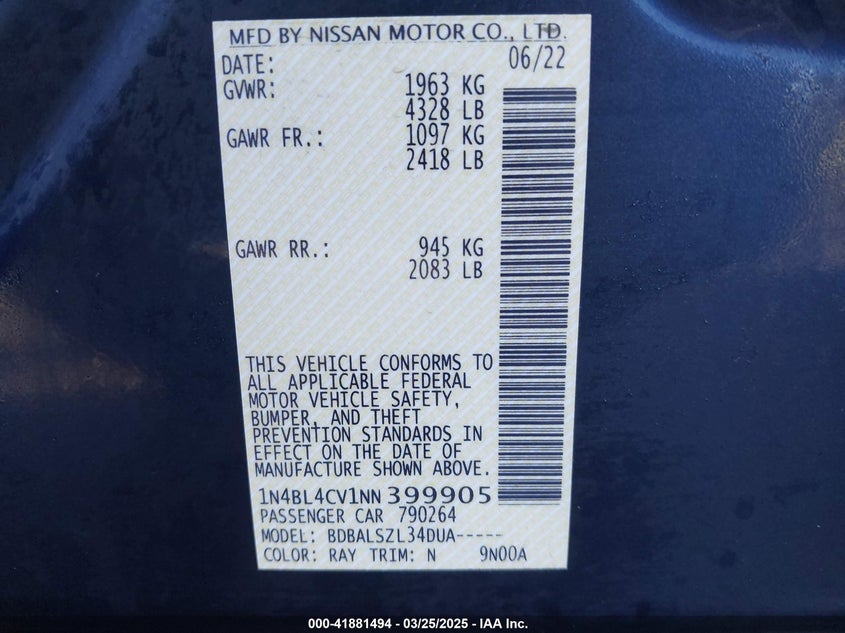 MFD BY NISSAN MOTOR CO., LTD.
DATE: 06/22
GVWR: 1963 KG
4328 LB
GAWR FR.: 1097 KG
2418 LB
GAWR RR.: 945 KG
2083 LB
THIS VEHICLE CONFORMS TO
ALL APPLICABLE FEDERAL
MOTOR VEHICLE SAFETY,
BUMPER, AND THEFT
PREVENTION STANDARDS IN
EFFECT ON THE DATE OF
MANUFACTURE SHOWN ABOVE.
1N4BL4CV1NN 399905
PASSENGER CAR 790264
MODEL: BDBALSZL34DUA-----
COLOR: RAY TRIM: N 9N00A
000-41881494 — 03/25/2025 — IAA Inc.